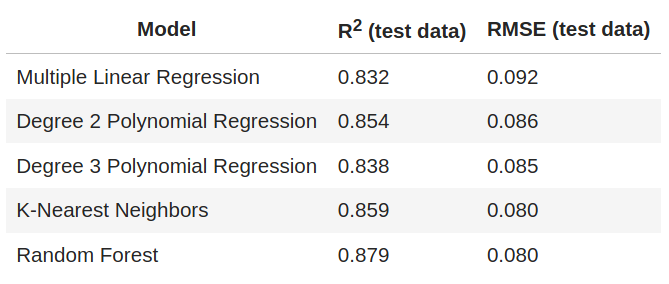 Model R² (test data) RMSE (test data)
Multiple Linear Regression 0.832 0.092
Degree 2 Polynomial Regression 0.854 0.086
Degree 3 Polynomial Regression 0.838 0.085
K-Nearest Neighbors 0.859 0.080
Random Forest 0.879 0.080